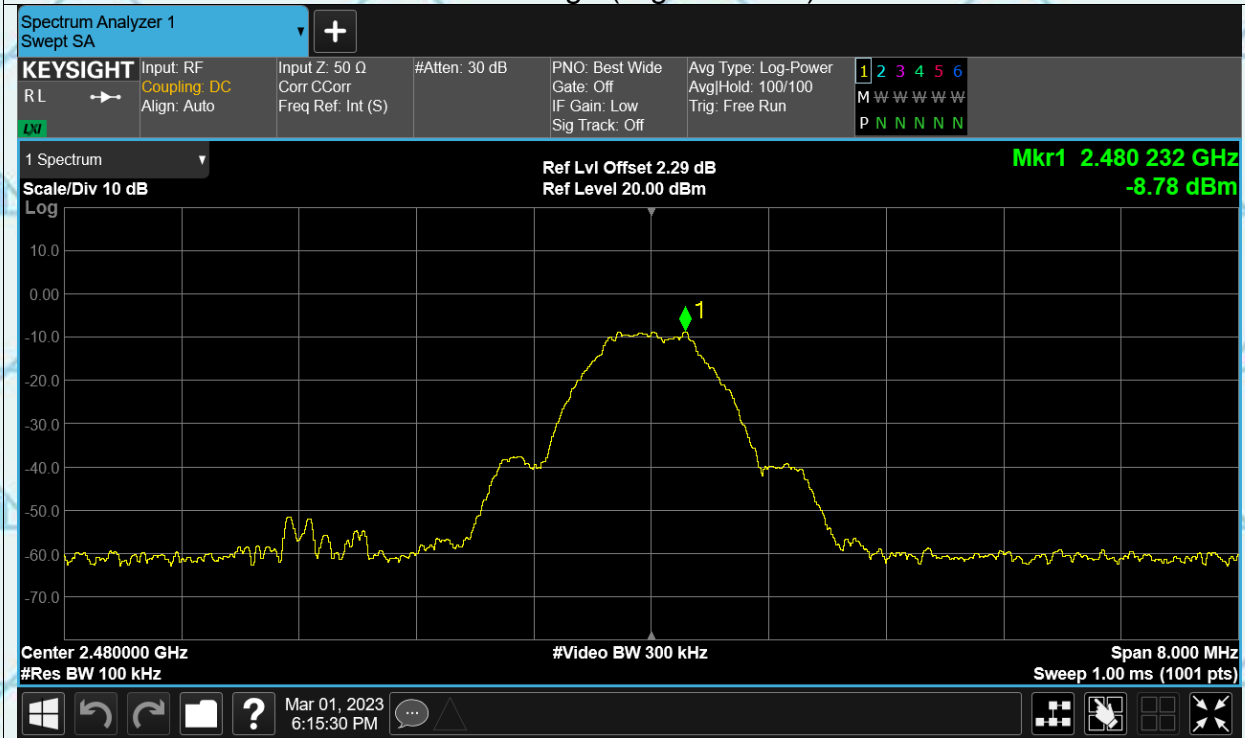 Spectrum Analyzer 1
Swept SA
KEYSIGHT
R L
LXI
Input: RF
Coupling: DC
Align: Auto
Input Z: 50 Ω
Corr CCorr
Freq Ref: Int (S)
#Atten: 30 dB
PNO: Best Wide
Gate: Off
IF Gain: Low
Sig Track: Off
Avg Type: Log-Power
Avg|Hold: 100/100
Trig: Free Run
1 2 3 4 5 6
M W W W W W
P N N N N N
1 Spectrum
Scale/Div 10 dB
Log
Ref Lvl Offset 2.29 dB
Ref Level 20.00 dBm
Mkr1 2.480 232 GHz
-8.78 dBm
10.0
0.00
-10.0
-20.0
-30.0
-40.0
-50.0
-60.0
-70.0
1
Center 2.480000 GHz
#Res BW 100 kHz
#Video BW 300 kHz
Span 8.000 MHz
Sweep 1.00 ms (1001 pts)
?
Mar 01, 2023
6:15:30 PM